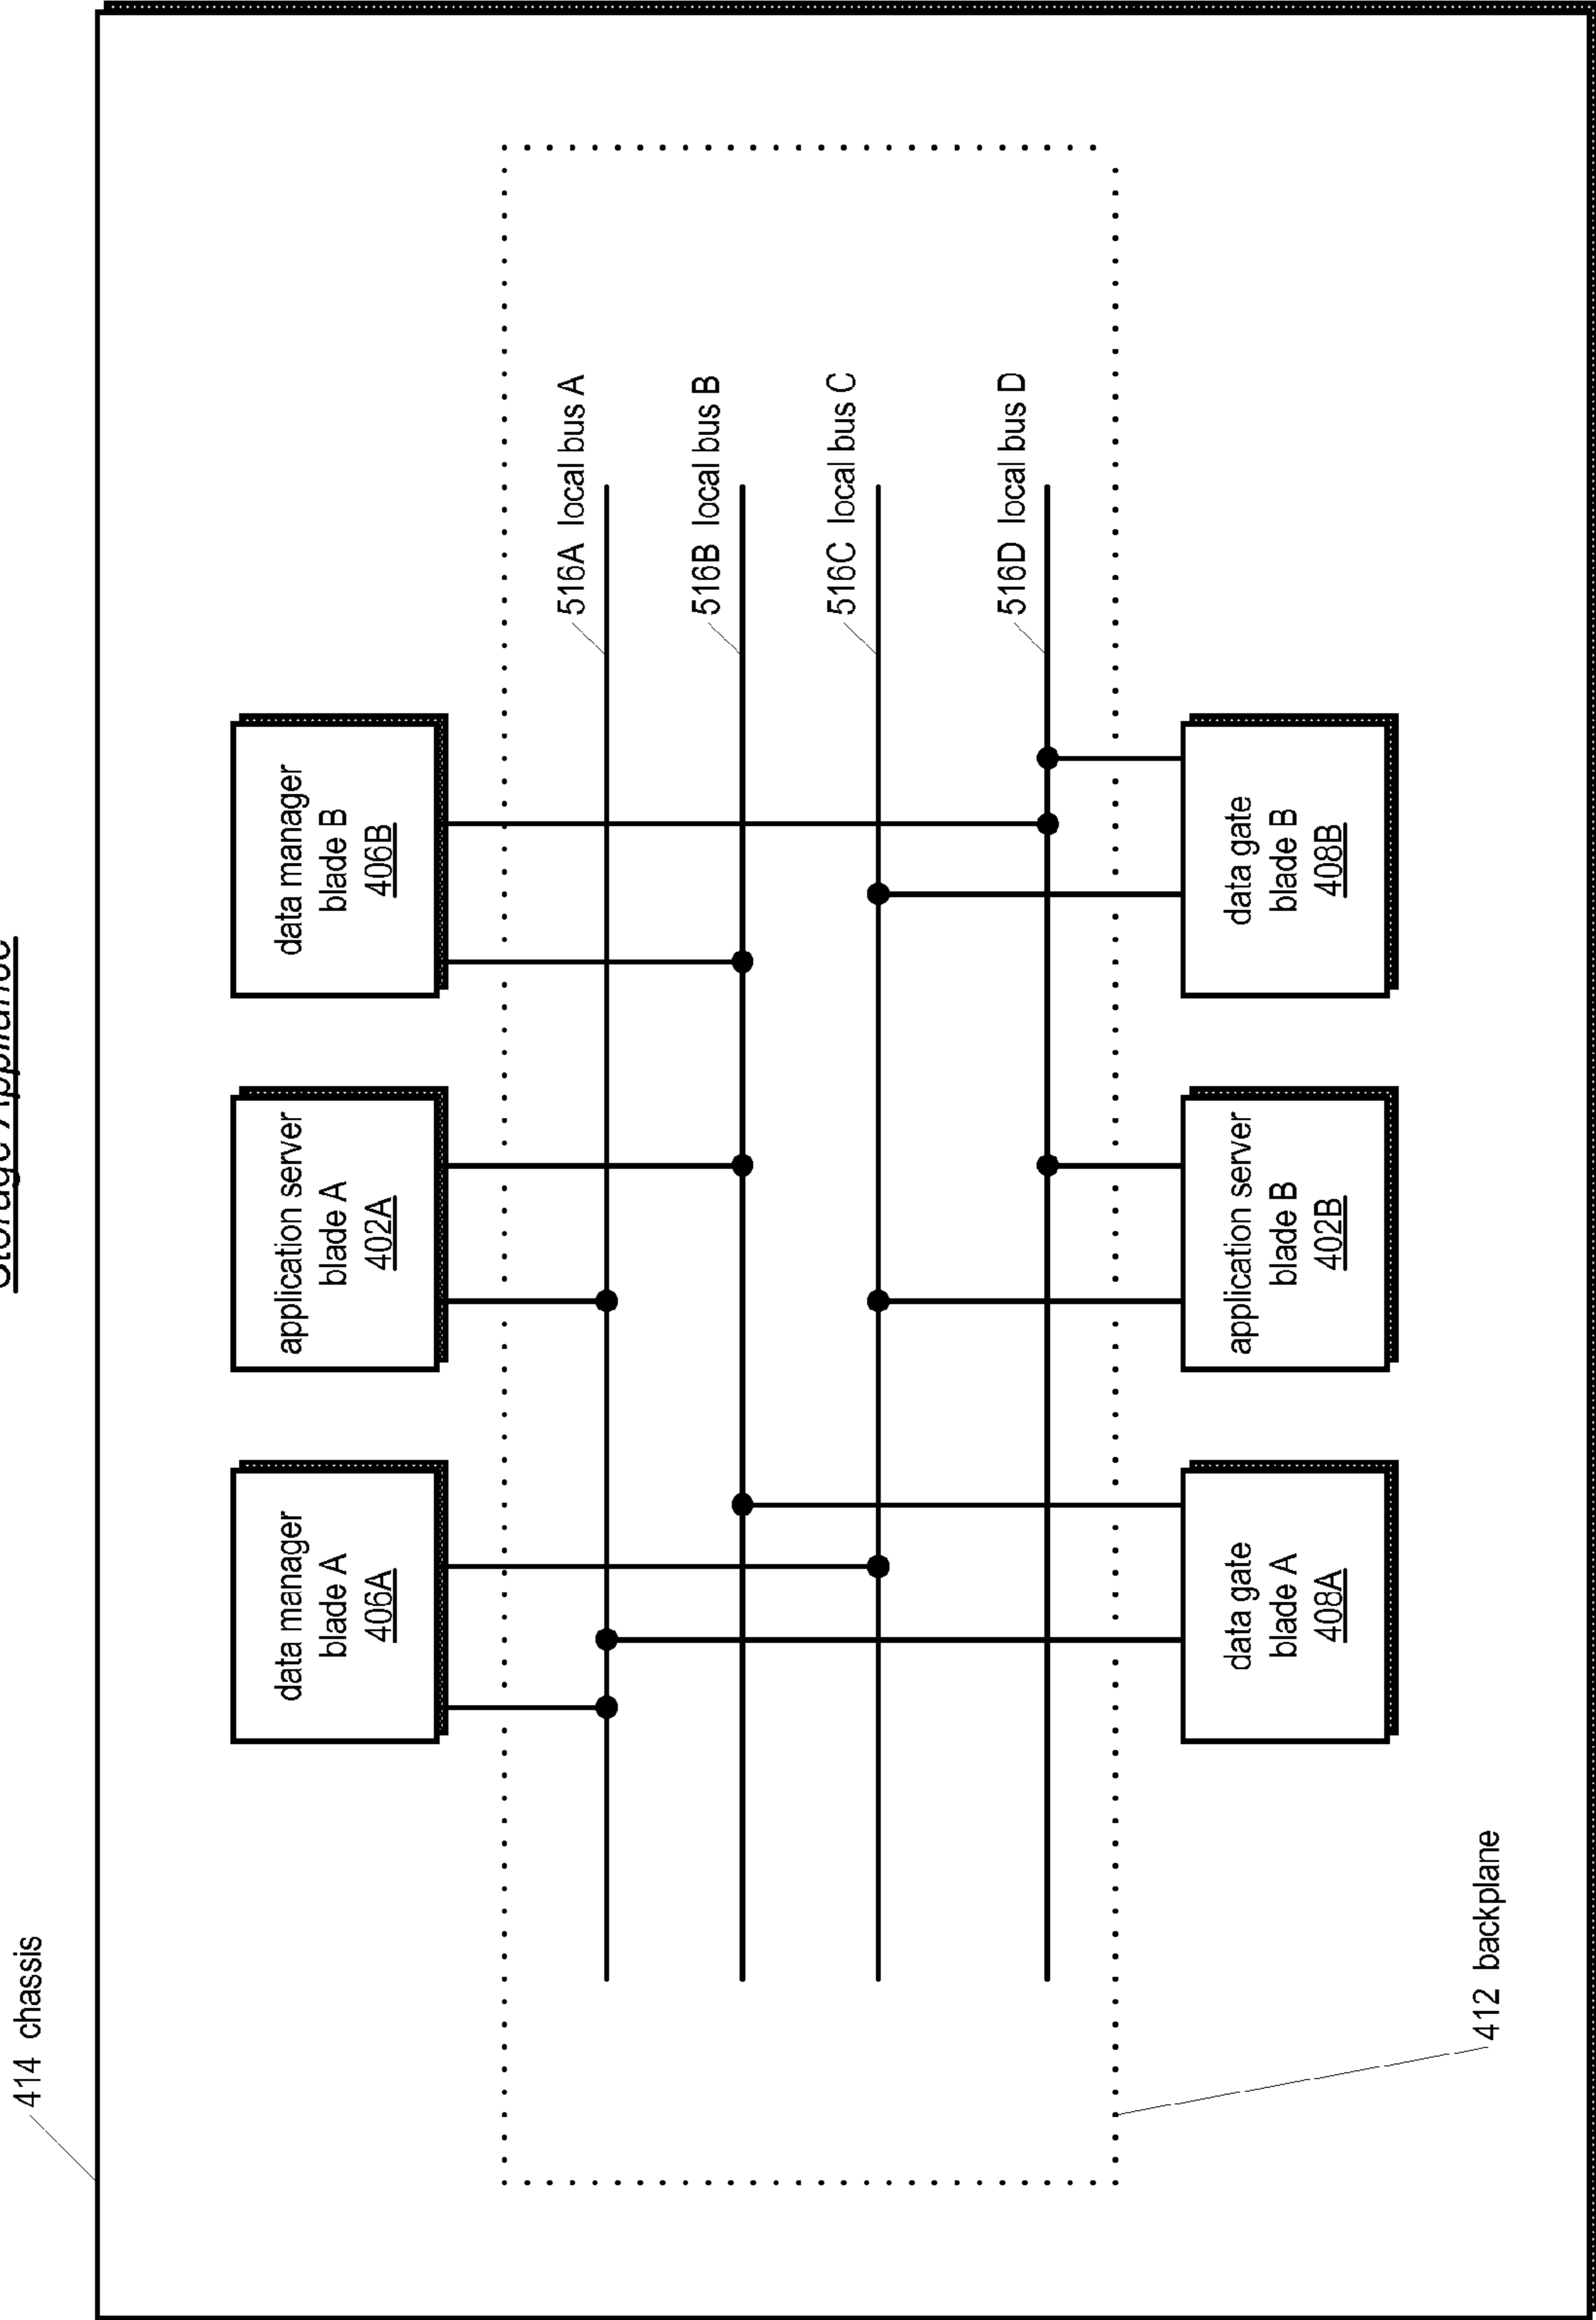 Storage Appliance
414 chassis
data manager
blade A
406A
application server
blade A
402A
data manager
blade B
406B
516A local bus A
516B local bus B
516C local bus C
516D local bus D
data gate
blade A
408A
application server
blade B
402B
data gate
blade B
408B
412 backplane